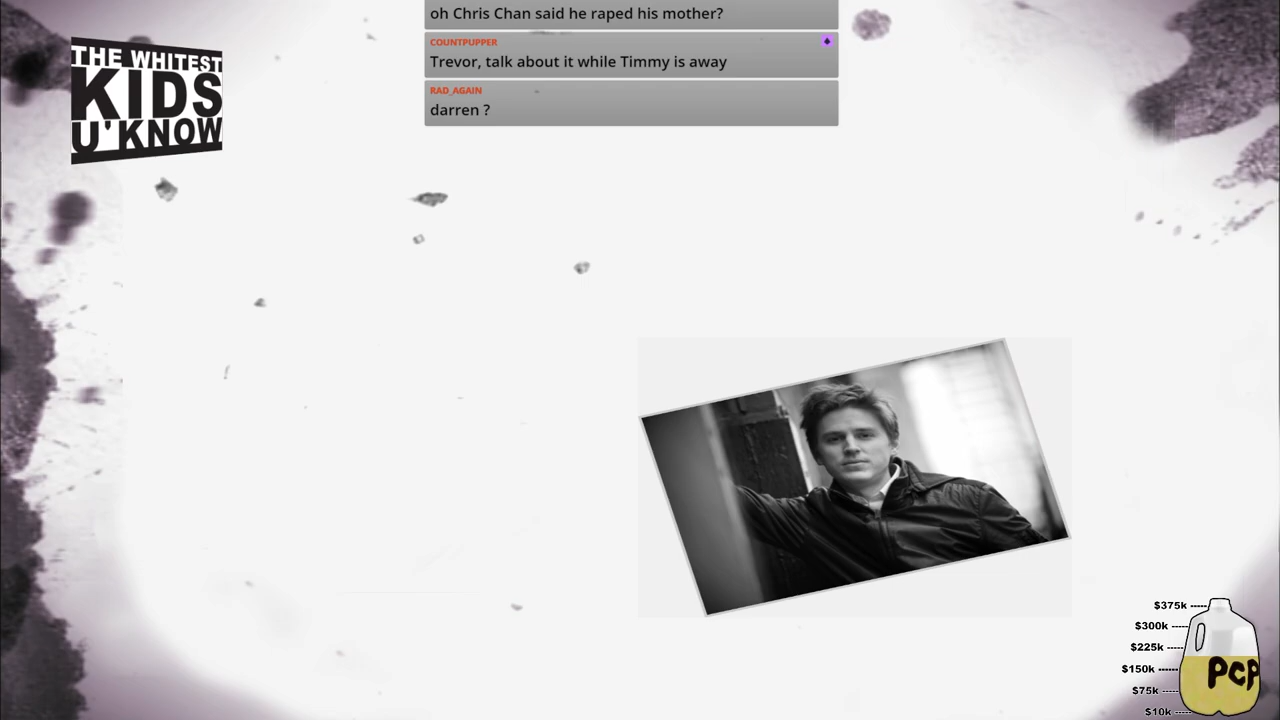 oh Chris Chan said he raped his mother?
THE WHITEST
KIDS
U'KNOW
COUNTPUPPER
Trevor, talk about it while Timmy is away
RAD_AGAIN
darren ?
$375k -----
$300k -----
$225k -----
$150k ------
$75k -----
$10k -----
PCP